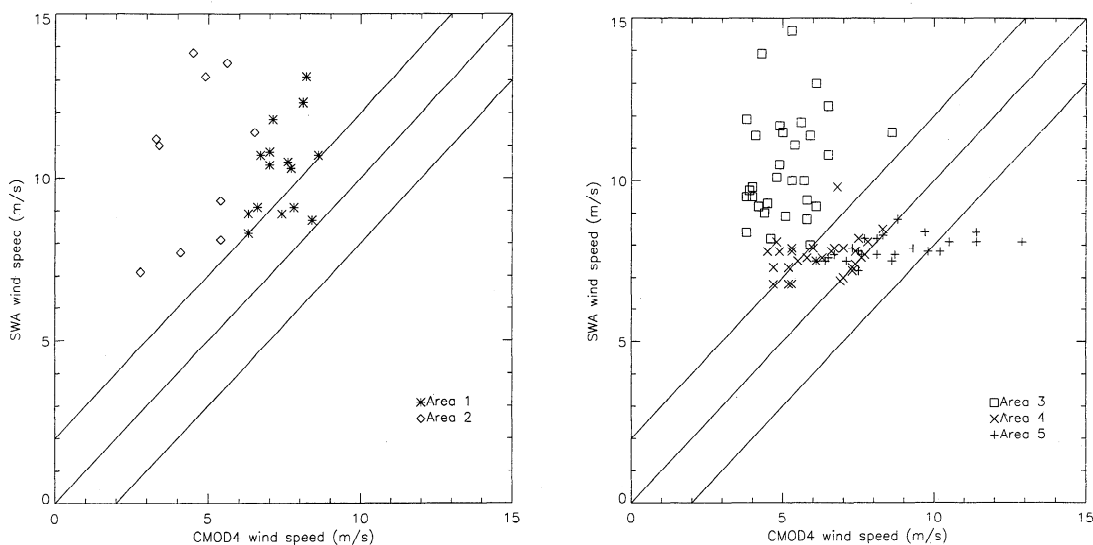 15
10
5
0
SWA wind speec (m/s)
✳Area 1
◇Area 2
0 5 10 15
CMOD4 wind speed (m/s)
15
10
5
0
SWA wind speed (m/s)
□Area 3
×Area 4
+Area 5
0 5 10 15
CMOD4 wind speed (m/s)